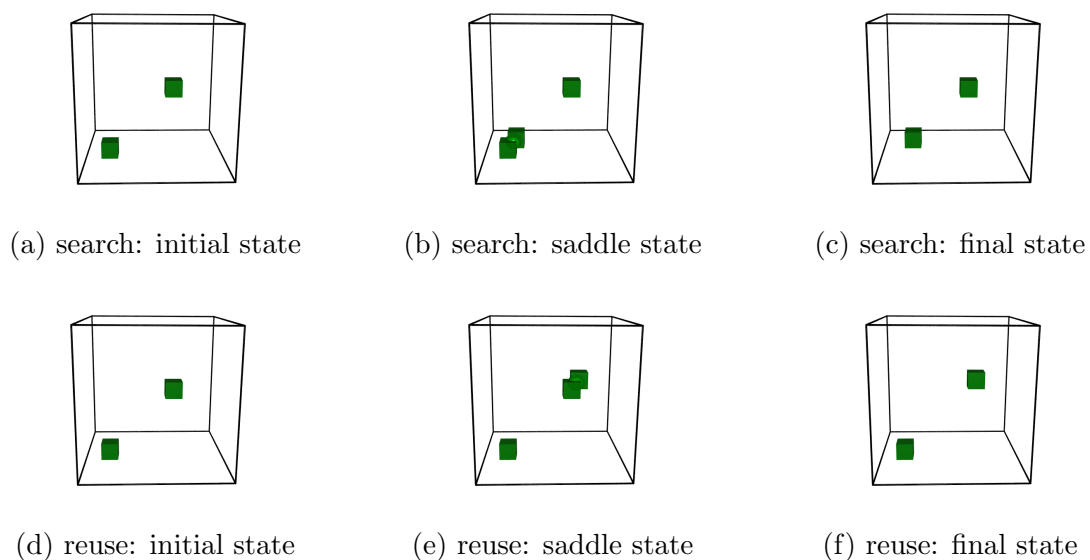 (a) search: initial state
(b) search: saddle state
(c) search: final state
(d) reuse: initial state
(e) reuse: saddle state
(f) reuse: final state